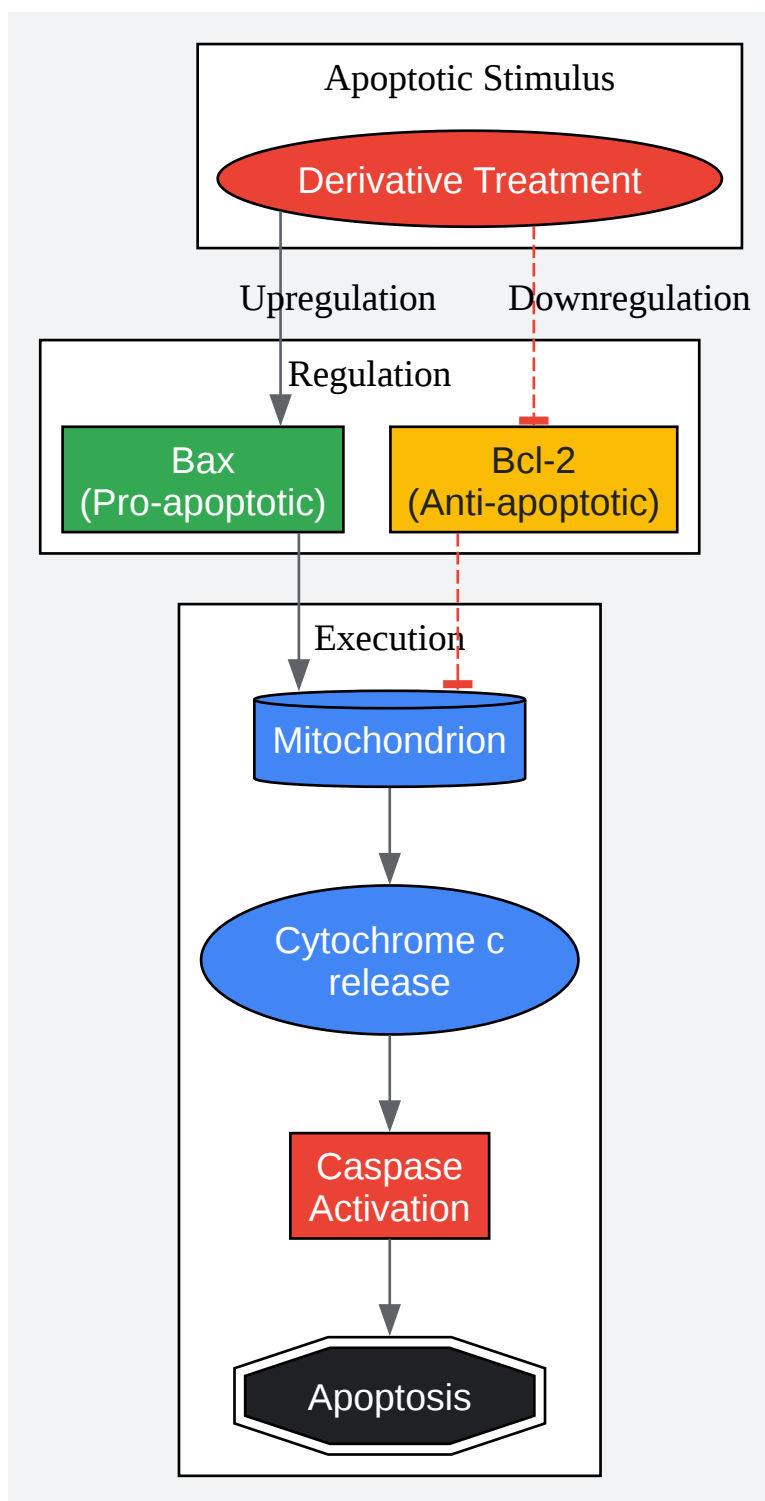 Apoptotic Stimulus
Derivative Treatment
Upregulation
Downregulation
Regulation
Bax
(Pro-apoptotic)
Bcl-2
(Anti-apoptotic)
Execution
Mitochondrion
Cytochrome c
release
Caspase
Activation
Apoptosis